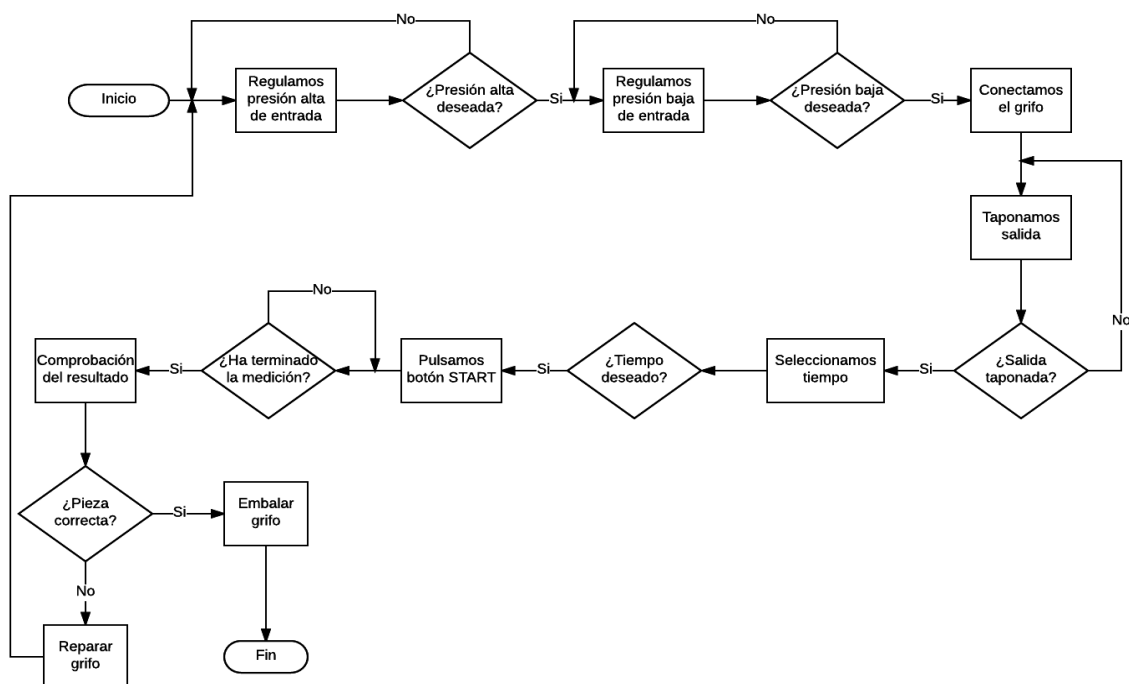 Inicio
Regulamos
presión alta
de entrada
¿Presión alta
deseada?
No
Si
Regulamos
presión baja
de entrada
¿Presión baja
deseada?
No
Si
Conectamos
el grifo
Taponamos
salida
¿Salida
taponada?
No
Si
Seleccionamos
tiempo
¿Tiempo
deseado?
Si
Pulsamos
botón START
¿Ha terminado
la medición?
No
Si
Comprobación
del resultado
¿Pieza
correcta?
Si
Embalar
grifo
Fin
No
Reparar
grifo